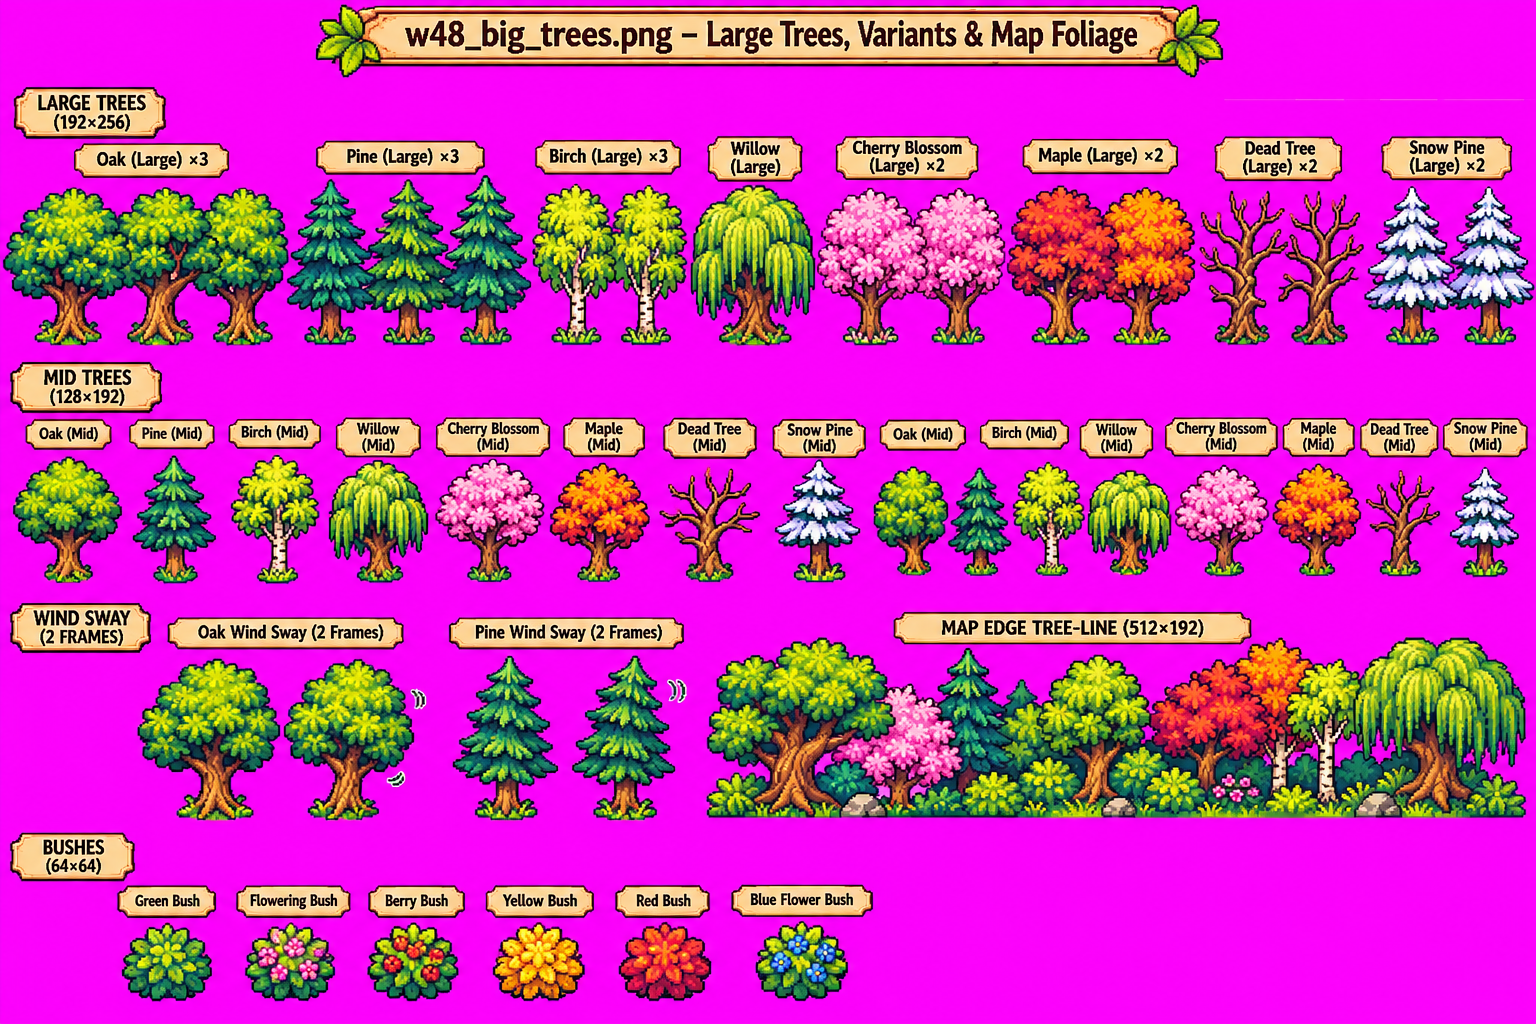 w48_big_trees.png – Large Trees, Variants & Map Foliage
LARGE TREES
(192×256)
Oak (Large) ×3
Pine (Large) ×3
Birch (Large) ×3
Willow
(Large)
Cherry Blossom
(Large) ×2
Maple (Large) ×2
Dead Tree
(Large) ×2
Snow Pine
(Large) ×2
MID TREES
(128×192)
Oak (Mid)
Pine (Mid)
Birch (Mid)
Willow
(Mid)
Cherry Blossom
(Mid)
Maple
(Mid)
Dead Tree
(Mid)
Snow Pine
(Mid)
Oak (Mid)
Birch (Mid)
Willow
(Mid)
Cherry Blossom
(Mid)
Maple
(Mid)
Dead Tree
(Mid)
Snow Pine
(Mid)
WIND SWAY
(2 FRAMES)
Oak Wind Sway (2 Frames)
Pine Wind Sway (2 Frames)
MAP EDGE TREE-LINE (512×192)
BUSHES
(64×64)
Green Bush
Flowering Bush
Berry Bush
Yellow Bush
Red Bush
Blue Flower Bush